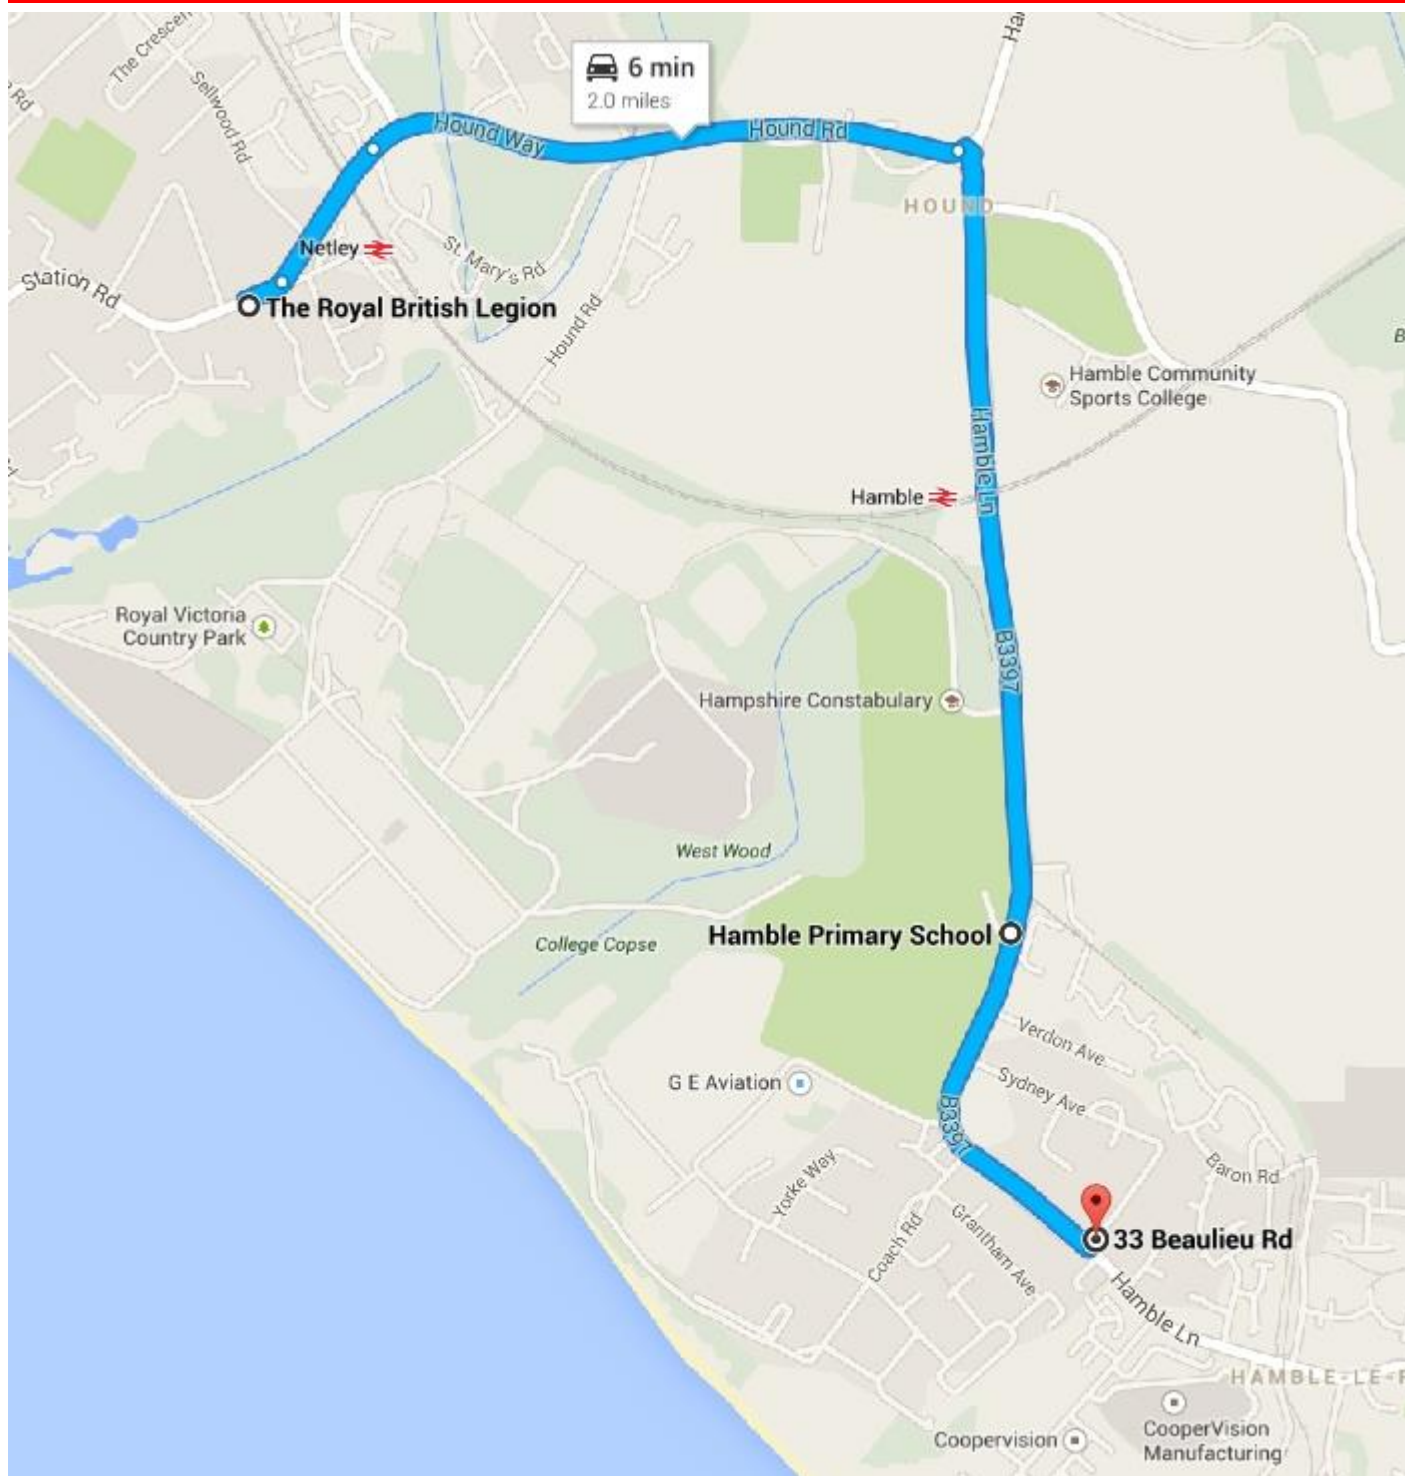 Ha
The Crescen
Rd
Sellwood Rd
6 min
2.0 miles
Hound Way
Hound Rd
HOUND
Netley
St. Mary's Rd
Station Rd
The Royal British Legion
Hound Rd
B
Hamble Community
Sports College
Hamble Ln
Hamble
Royal Victoria
Country Park
B3397
Hampshire Constabulary
West Wood
Hamble Primary School
College Copse
Verdon Ave
G E Aviation
Sydney Ave
B3397
Yorke Way
Baron Rd
Grantham Ave
Coach Rd
33 Beaulieu Rd
Hamble Ln
HAMBLE-LE-
CooperVision
Manufacturing
Coopervision